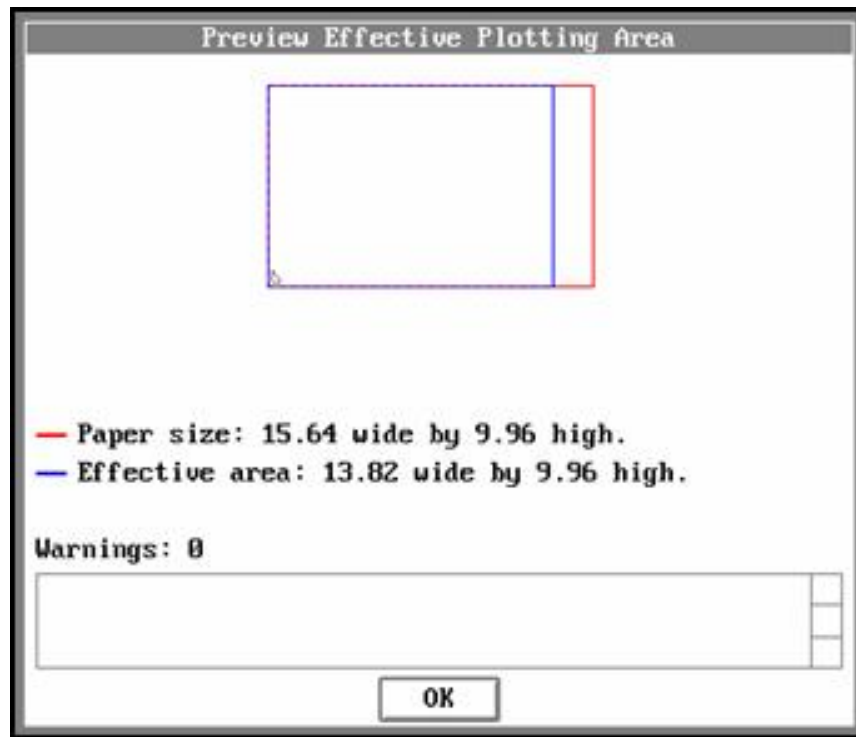 Preview Effective Plotting Area
Paper size: 15.64 wide by 9.96 high.
Effective area: 13.82 wide by 9.96 high.
Warnings: 0
OK